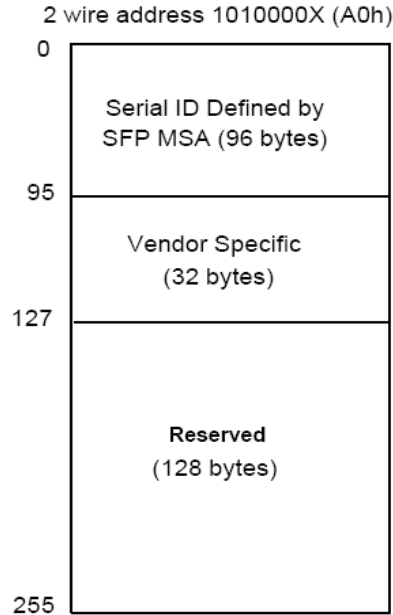 2 wire address 1010000X (A0h)
0
Serial ID Defined by
SFP MSA (96 bytes)
95
Vendor Specific
(32 bytes)
127
Reserved
(128 bytes)
255